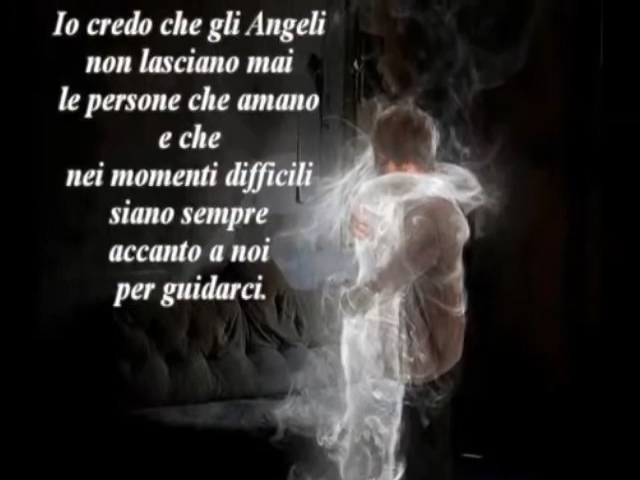 Io credo che gli Angeli
non lasciano mai
le persone che amano
e che
nei momenti difficili
siano sempre
accanto a noi
per guidarci.